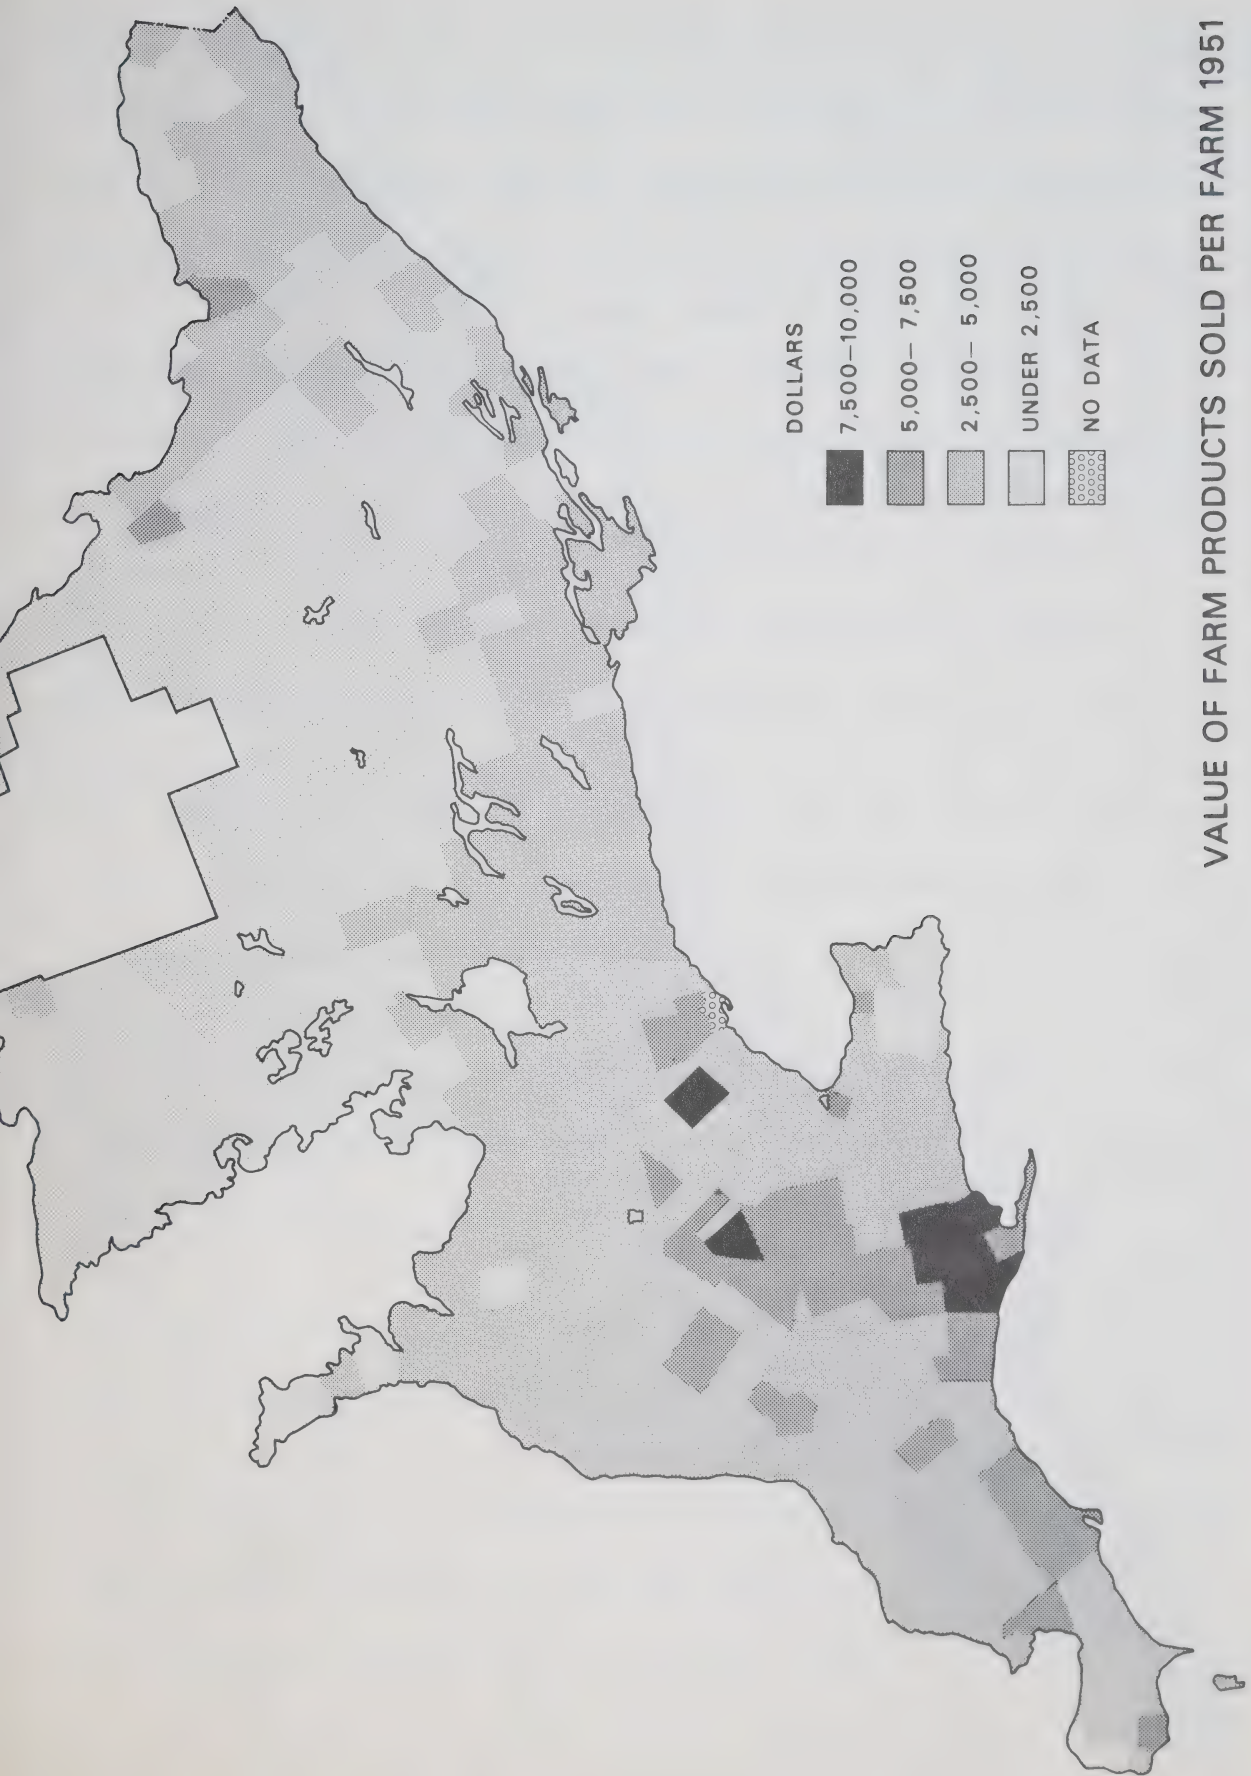 DOLLARS
7,500–10,000
5,000– 7,500
2,500– 5,000
UNDER 2,500
NO DATA
VALUE OF FARM PRODUCTS SOLD PER FARM 1951